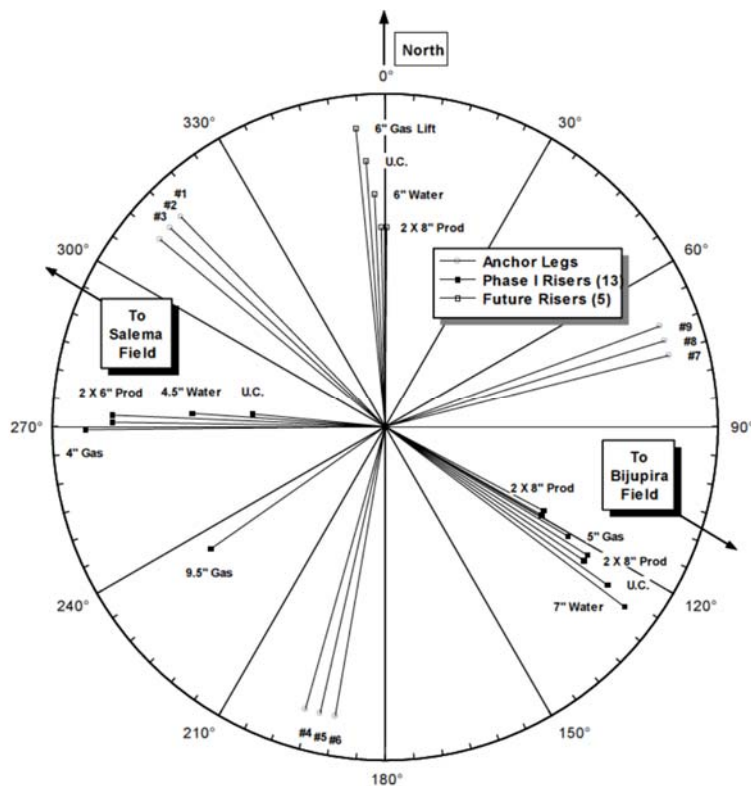 North
0°
330°
30°
6" Gas Lift
U.C.
#1
#2
#3
6" Water
2 X 8" Prod
300°
60°
Anchor Legs
Phase I Risers (13)
Future Risers (5)
To
Salema
Field
#9
#8
#7
2 X 6" Prod
4.5" Water
U.C.
270°
90°
4" Gas
To
Bijupira
Field
2 X 8" Prod
5" Gas
2 X 8" Prod
9.5" Gas
U.C.
7" Water
240°
120°
210°
150°
#4
#5
#6
180°